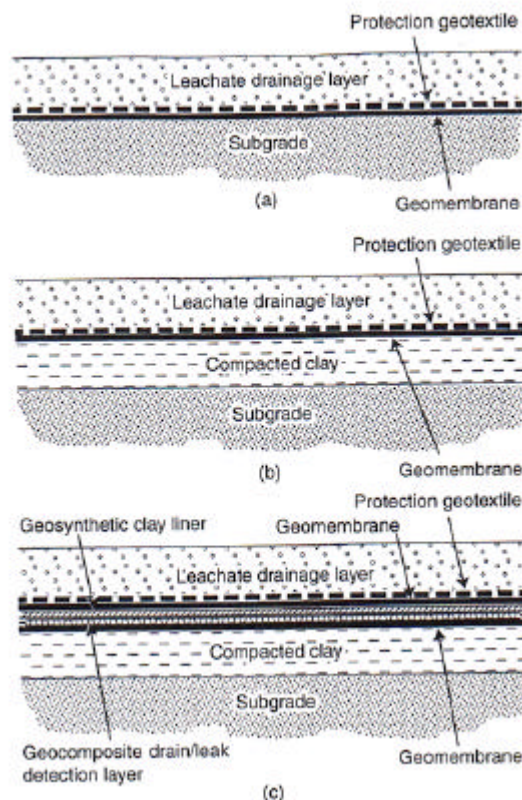 Protection geotextile
Leachate drainage layer
Subgrade
(a)
Geomembrane
Protection geotextile
Leachate drainage layer
Compacted clay
Subgrade
(b)
Geomembrane
Protection geotextile
Geosynthetic clay liner
Geomembrane
Leachate drainage layer
Compacted clay
Subgrade
Geocomposite drain/leak
detection layer
Geomembrane
(c)